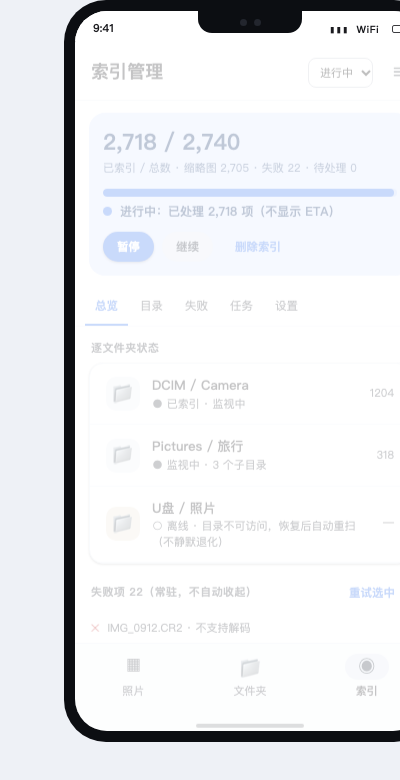 9:41
WiFi
索引管理
进行中
2,718 / 2,740
已索引 / 总数 · 缩略图 2,705 · 失败 22 · 待处理 0
进行中：已处理 2,718 项（不显示 ETA）
暂停 继续 删除索引
总览 目录 失败 任务 设置
逐文件夹状态
DCIM / Camera
1204
● 已索引 · 监视中
Pictures / 旅行
318
● 监视中 · 3 个子目录
U盘 / 照片
—
○ 离线 · 目录不可访问，恢复后自动重扫
（不静默退化）
失败项 22（常驻，不自动收起）
重试选中
× IMG_0912.CR2 · 不支持解码
照片 文件夹 索引